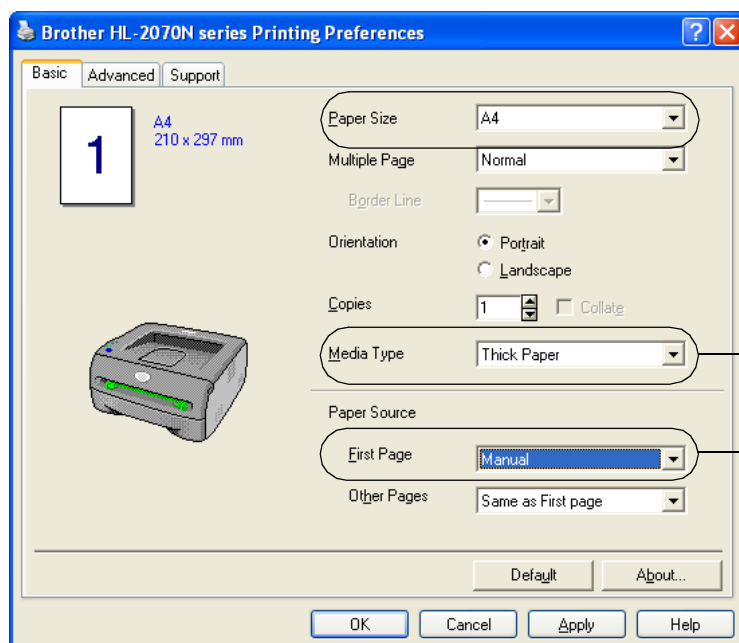 Brother HL-2070N series Printing Preferences
Basic
Advanced
Support
1
A4
210 x 297 mm
Paper Size
A4
Multiple Page
Normal
Border Line
Orientation
Portrait
Landscape
Copies
1
Collate
Media Type
Thick Paper
Paper Source
First Page
Manual
Other Pages
Same as First page
Default
About...
OK
Cancel
Apply
Help